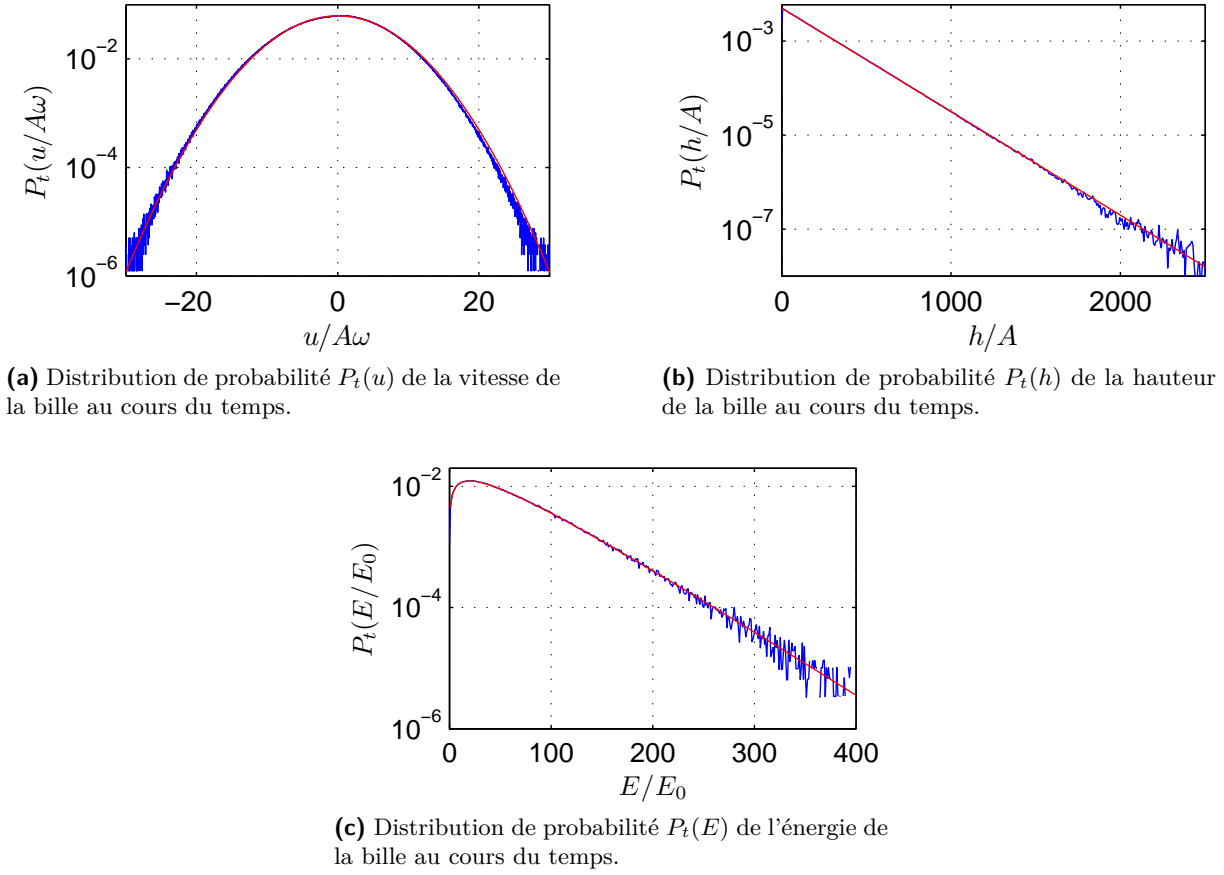 10^−2
10^−4
10^−6
P_t(u/Aω)
−20 0 20
u/Aω
(a) Distribution de probabilité P_t(u) de la vitesse de
la bille au cours du temps.
10^−3
10^−5
10^−7
P_t(h/A)
0 1000 2000
h/A
(b) Distribution de probabilité P_t(h) de la hauteur
de la bille au cours du temps.
10^−2
10^−4
10^−6
P_t(E/E_0)
0 100 200 300 400
E/E_0
(c) Distribution de probabilité P_t(E) de l'énergie de
la bille au cours du temps.